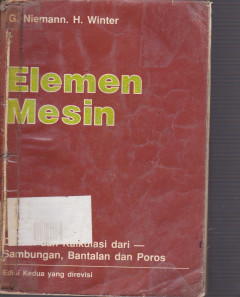 G. Niemann. H. Winter
Elemen
Mesin
dan Kalkulasi dari —
Sambungan, Bantalan dan Poros
Edisi Kedua yang direvisi